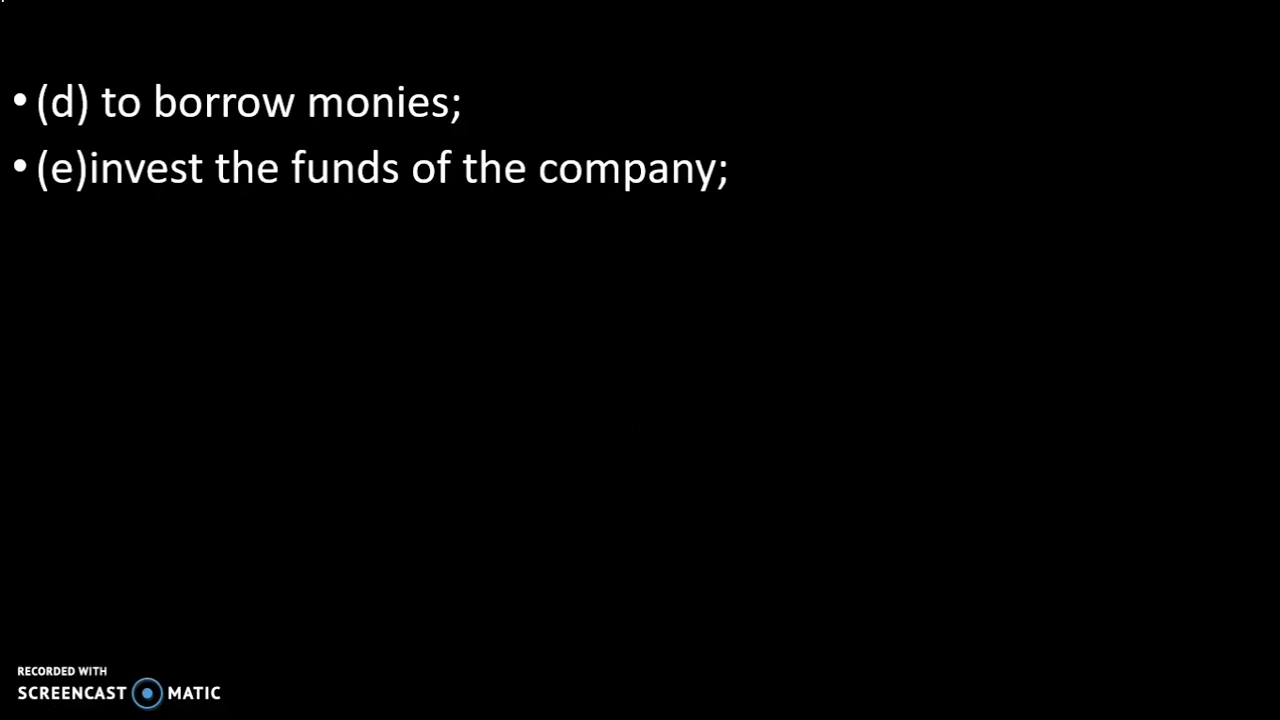 • (d) to borrow monies;
• (e)invest the funds of the company;
RECORDED WITH
SCREENCAST MATIC